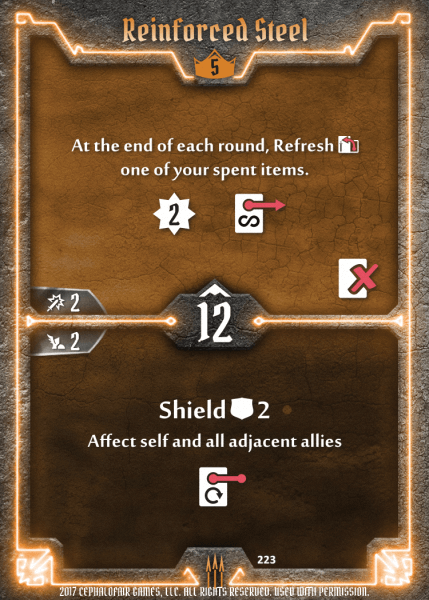 Reinforced Steel
5
At the end of each round, Refresh
one of your spent items.
2
2
12
2
Shield 2
Affect self and all adjacent allies
223
2017 CEPHALOFAIR GAMES, LLC. ALL RIGHTS RESERVED. USED WITH PERMISSION.